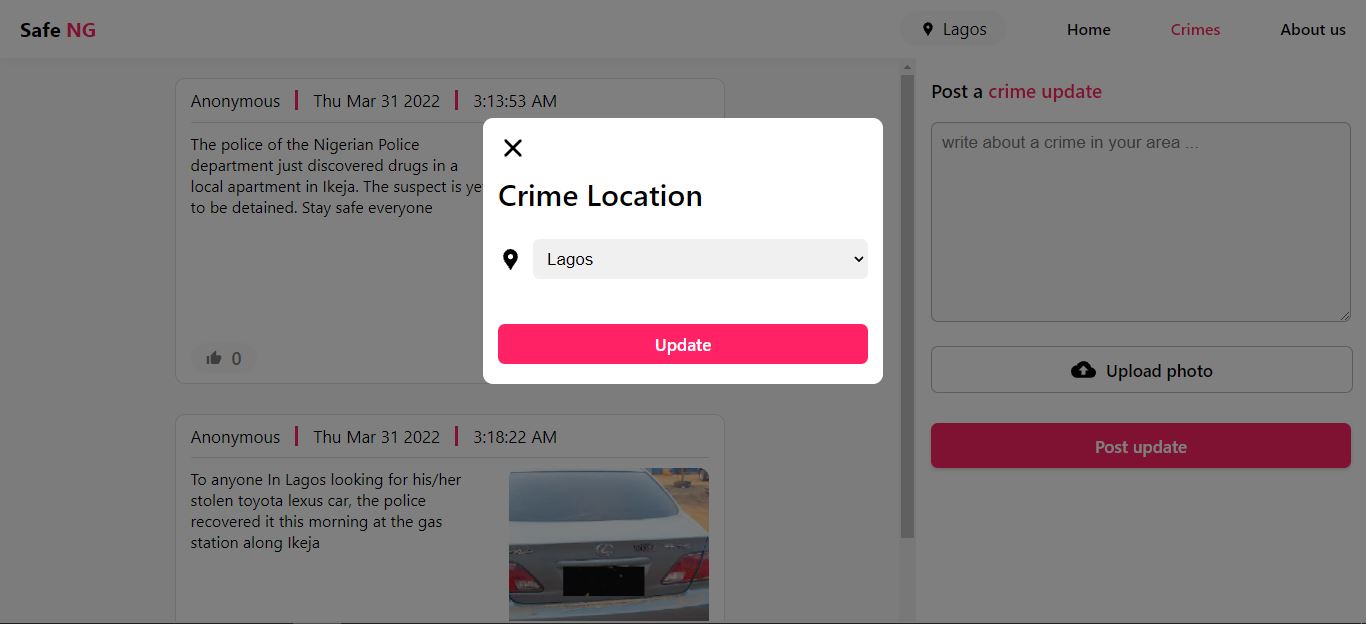 Safe NG
Lagos
Home
Crimes
About us
Anonymous
Thu Mar 31 2022
3:13:53 AM
The police of the Nigerian Police
department just discovered drugs in a
local apartment in Ikeja. The suspect is ye
to be detained. Stay safe everyone
0
Anonymous
Thu Mar 31 2022
3:18:22 AM
To anyone In Lagos looking for his/her
stolen toyota lexus car, the police
recovered it this morning at the gas
station along Ikeja
Crime Location
Lagos
Update
Post a crime update
write about a crime in your area ...
Upload photo
Post update